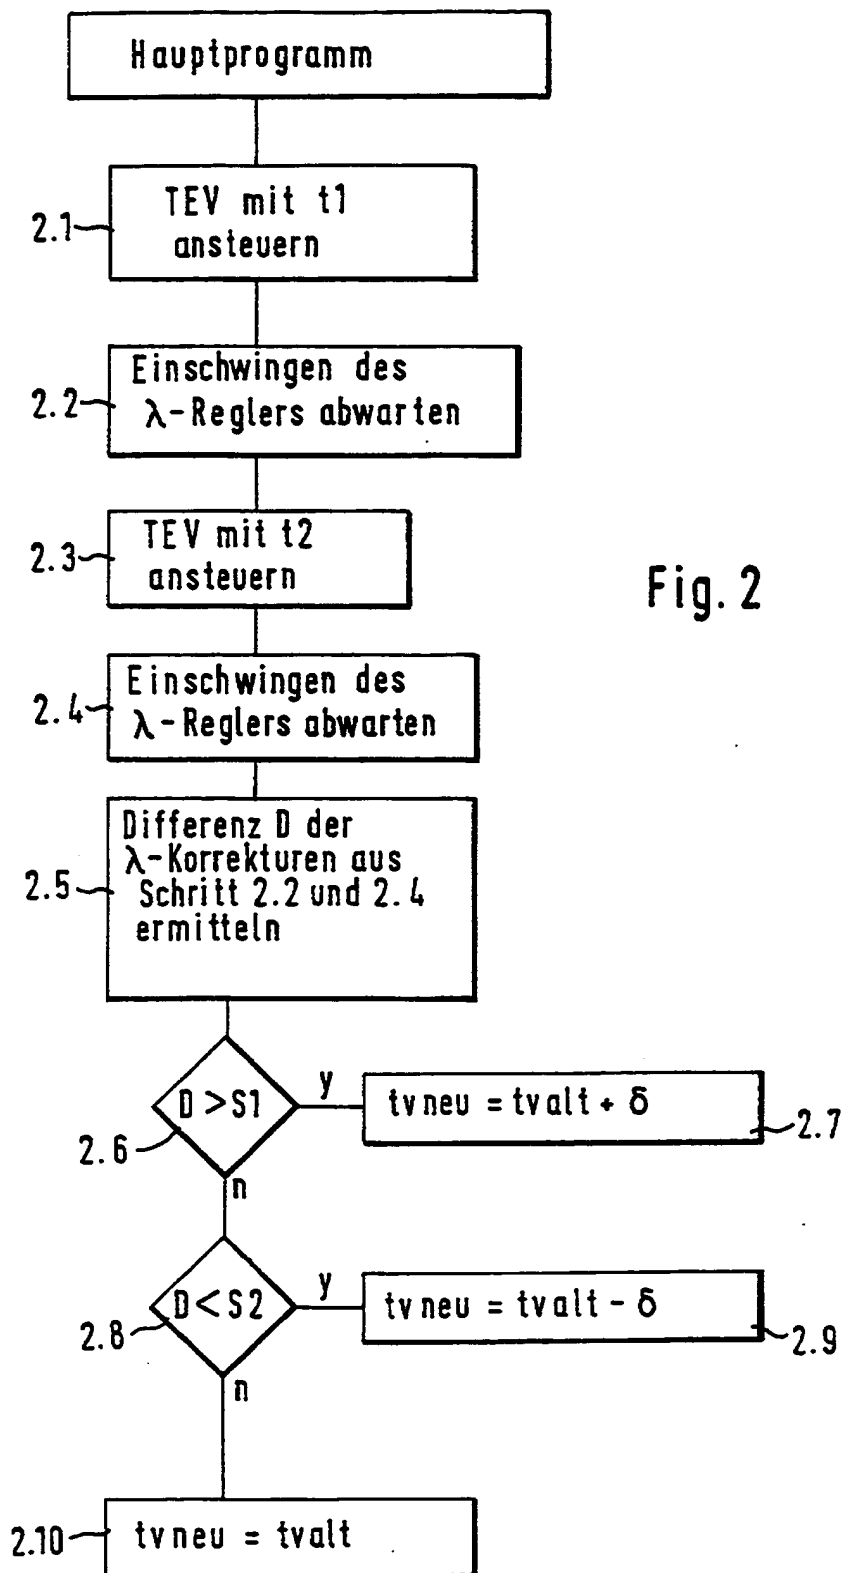 Hauptprogramm
2.1
TEV mit t1
ansteuern
2.2
Einschwingen des
λ-Reglers abwarten
2.3
TEV mit t2
ansteuern
Fig. 2
2.4
Einschwingen des
λ-Reglers abwarten
2.5
Differenz D der
λ-Korrekturen aus
Schritt 2.2 und 2.4
ermitteln
D > S1
y
tvneu = tvalt + δ
2.6
2.7
n
D < S2
y
tvneu = tvalt - δ
2.8
2.9
n
2.10
tvneu = tvalt